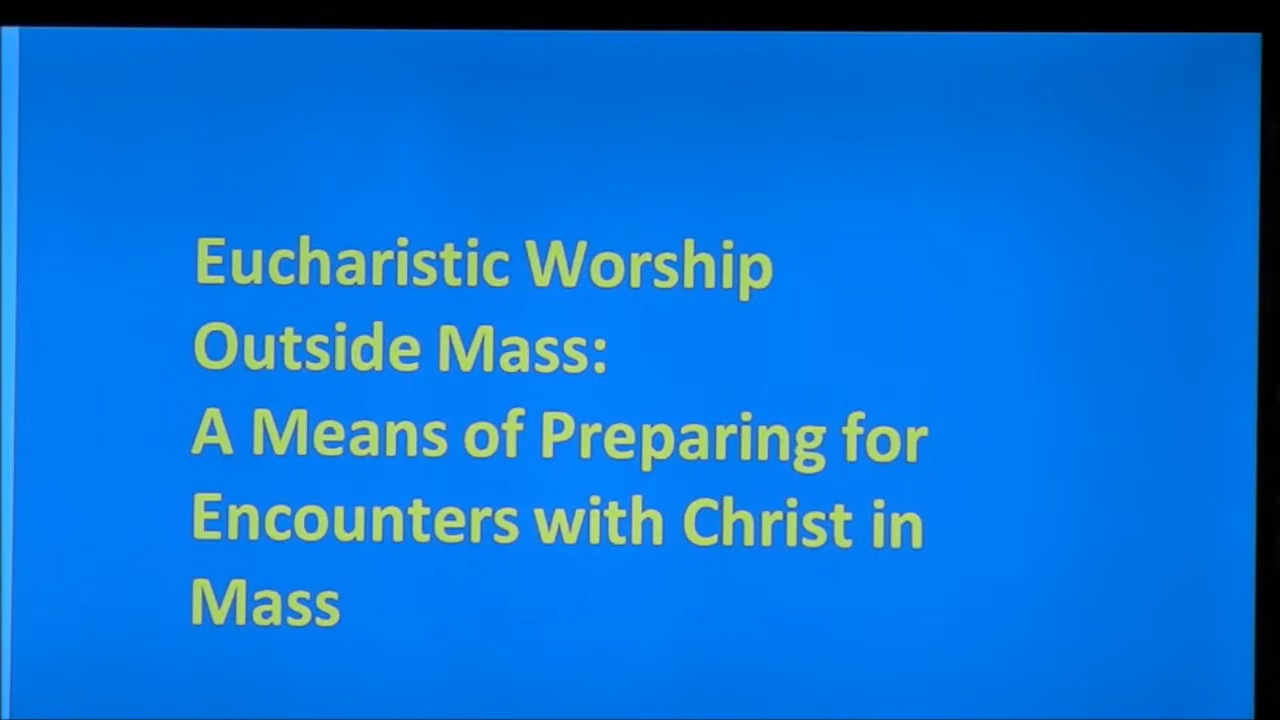 Eucharistic Worship
Outside Mass:
A Means of Preparing for
Encounters with Christ in
Mass